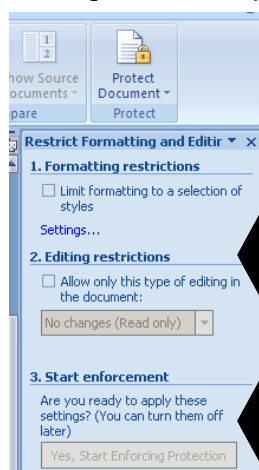 1
2
how Source
ocuments
Protect
Document
pare
Protect
Restrict Formatting and Editir
1. Formatting restrictions
Limit formatting to a selection of
styles
Settings...
2. Editing restrictions
Allow only this type of editing in
the document:
No changes (Read only)
3. Start enforcement
Are you ready to apply these
settings? (You can turn them off
later)
Yes, Start Enforcing Protection